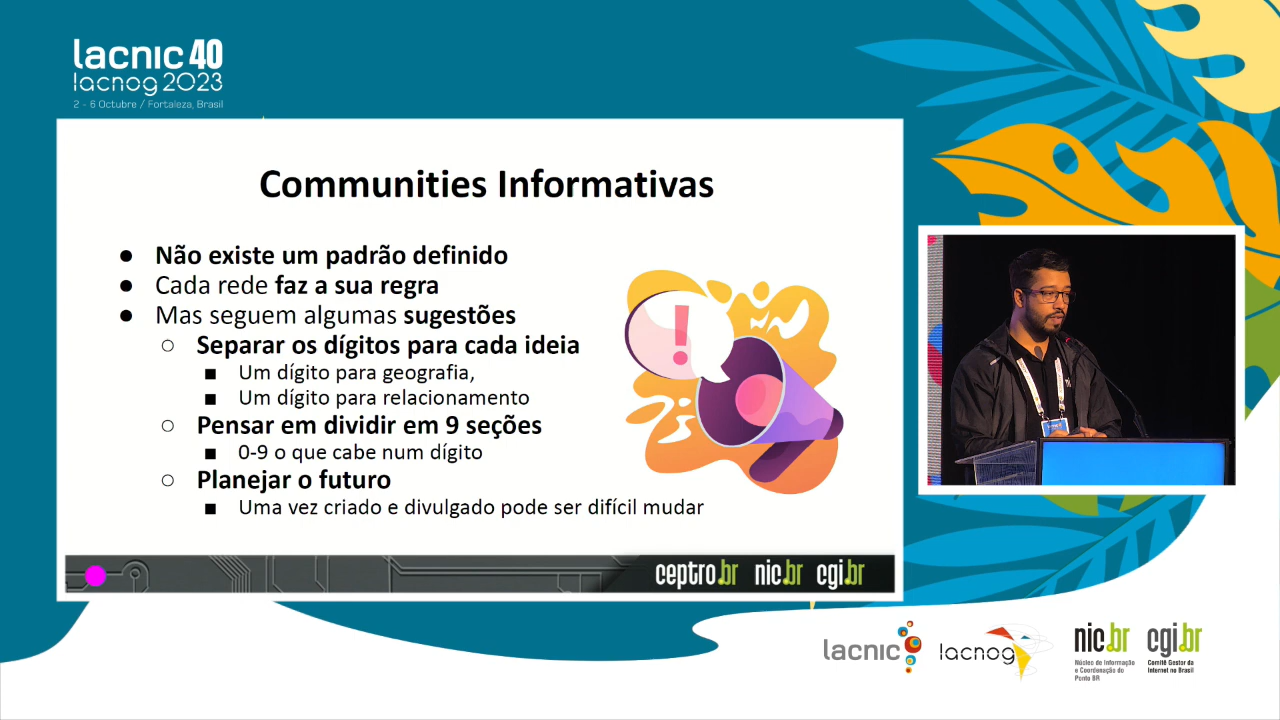 lacnic 40
lacnog 2023
2 - 6 Octubre / Fortaleza, Brasil
Communities Informativas
● Não existe um padrão definido
● Cada rede faz a sua regra
● Mas seguem algumas sugestões
○ Separar os dígitos para cada ideia
■ Um dígito para geografia,
■ Um dígito para relacionamento
○ Pensar em dividir em 9 seções
■ 0-9 o que cabe num dígito
○ Planejar o futuro
■ Uma vez criado e divulgado pode ser difícil mudar
!
ceptro.br nic.br cgi.br
lacnic
lacnog
nic.br
Núcleo de Informação
e Coordenação do
Ponto BR
cgi.br
Comitê Gestor da
Internet no Brasil